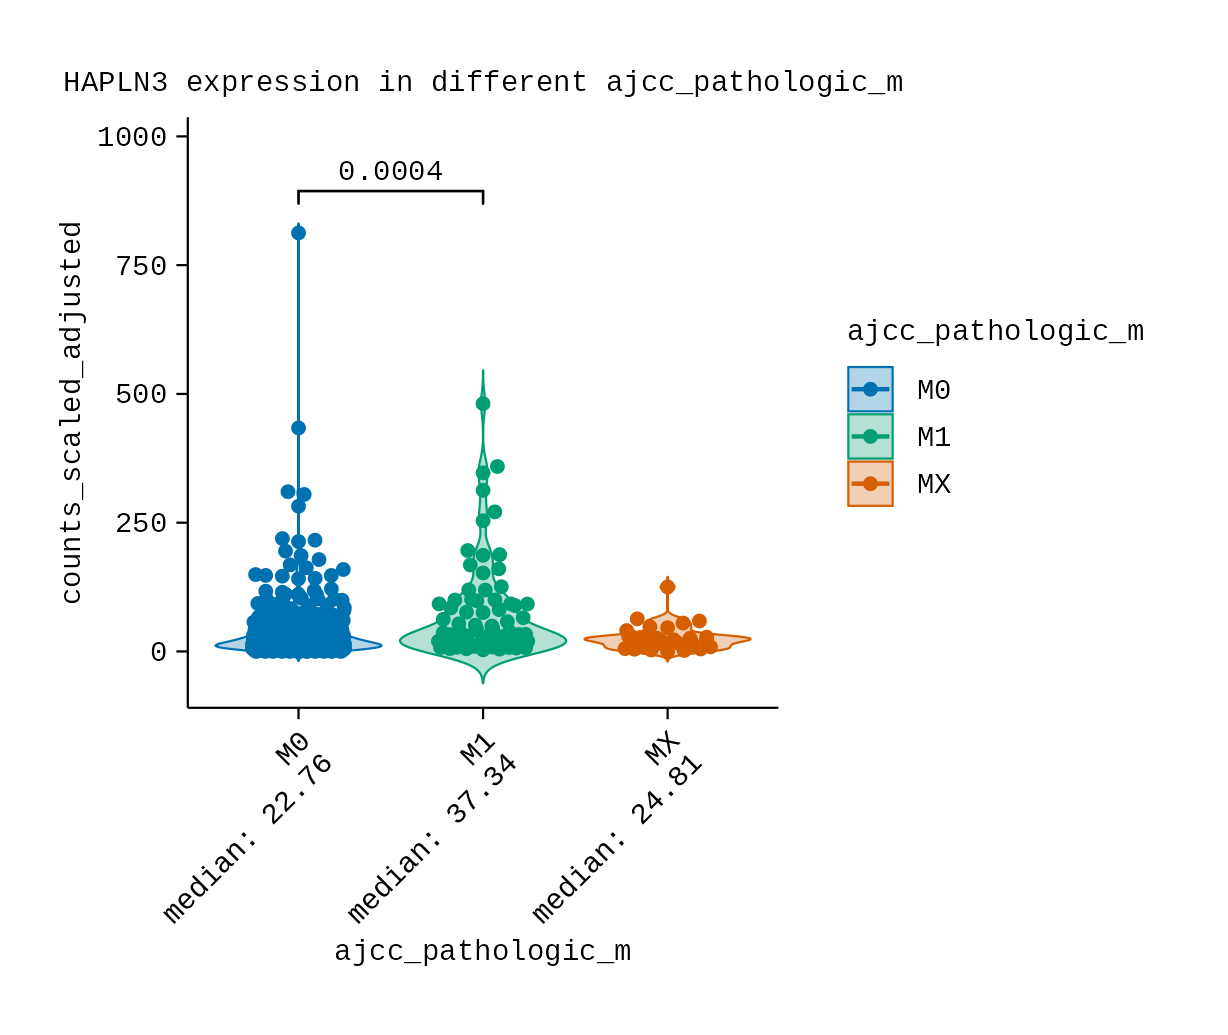 HAPLN3 expression in different ajcc_pathologic_m
1000
750
500
250
0
counts_scaled_adjusted
0.0004
M0
median: 22.76
M1
median: 37.34
MX
median: 24.81
ajcc_pathologic_m
ajcc_pathologic_m
M0
M1
MX